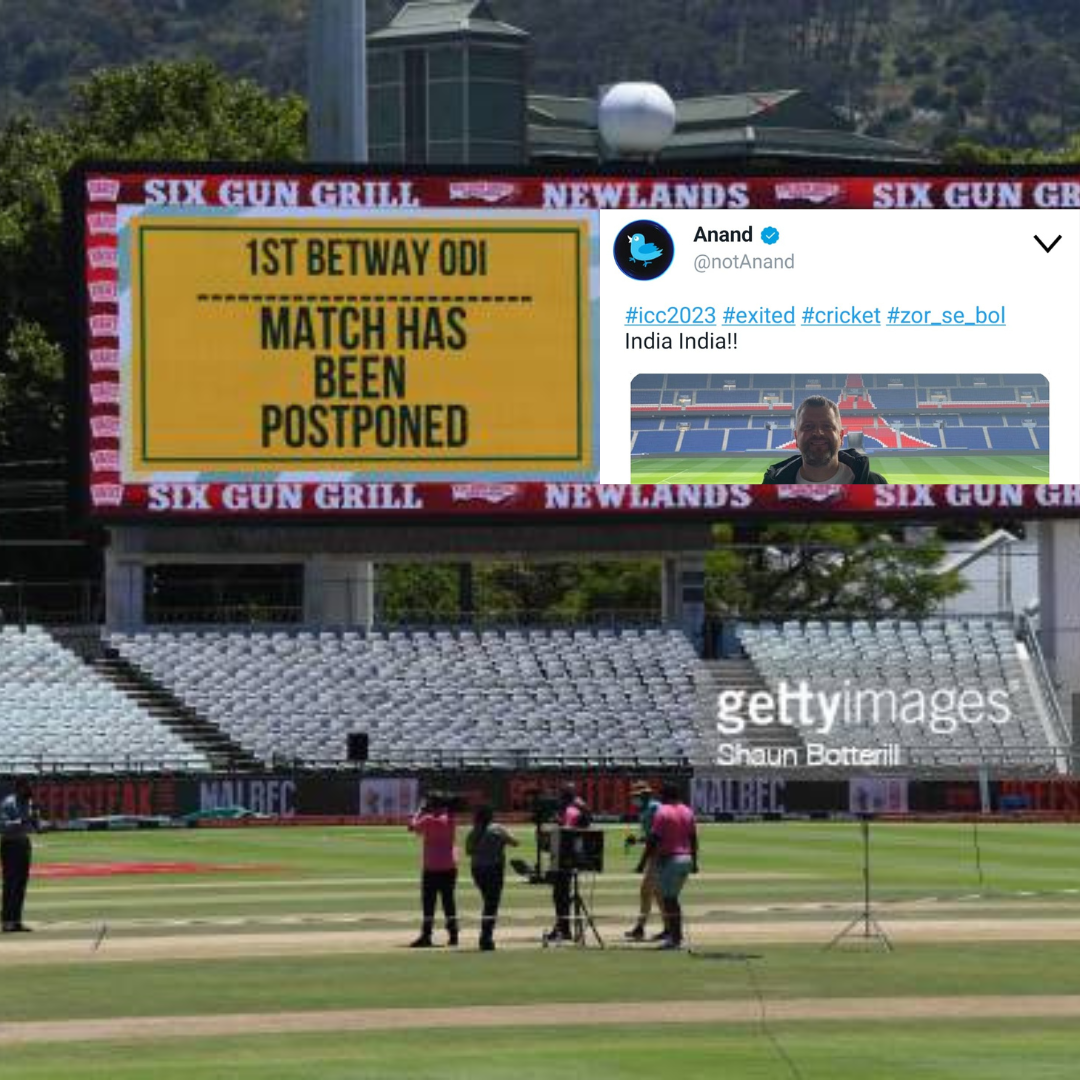 SIX GUN GRILL NEWLANDS SIX GUN GR
1ST BETWAY ODI
MATCH HAS
BEEN
POSTPONED
Anand
@notAnand
#icc2023 #exited #cricket #zor_se_bol
India India!!
SIX GUN GRILL NEWLANDS SIX GUN GR
gettyimages
Shaun Botterill
MALBEC MALBEC